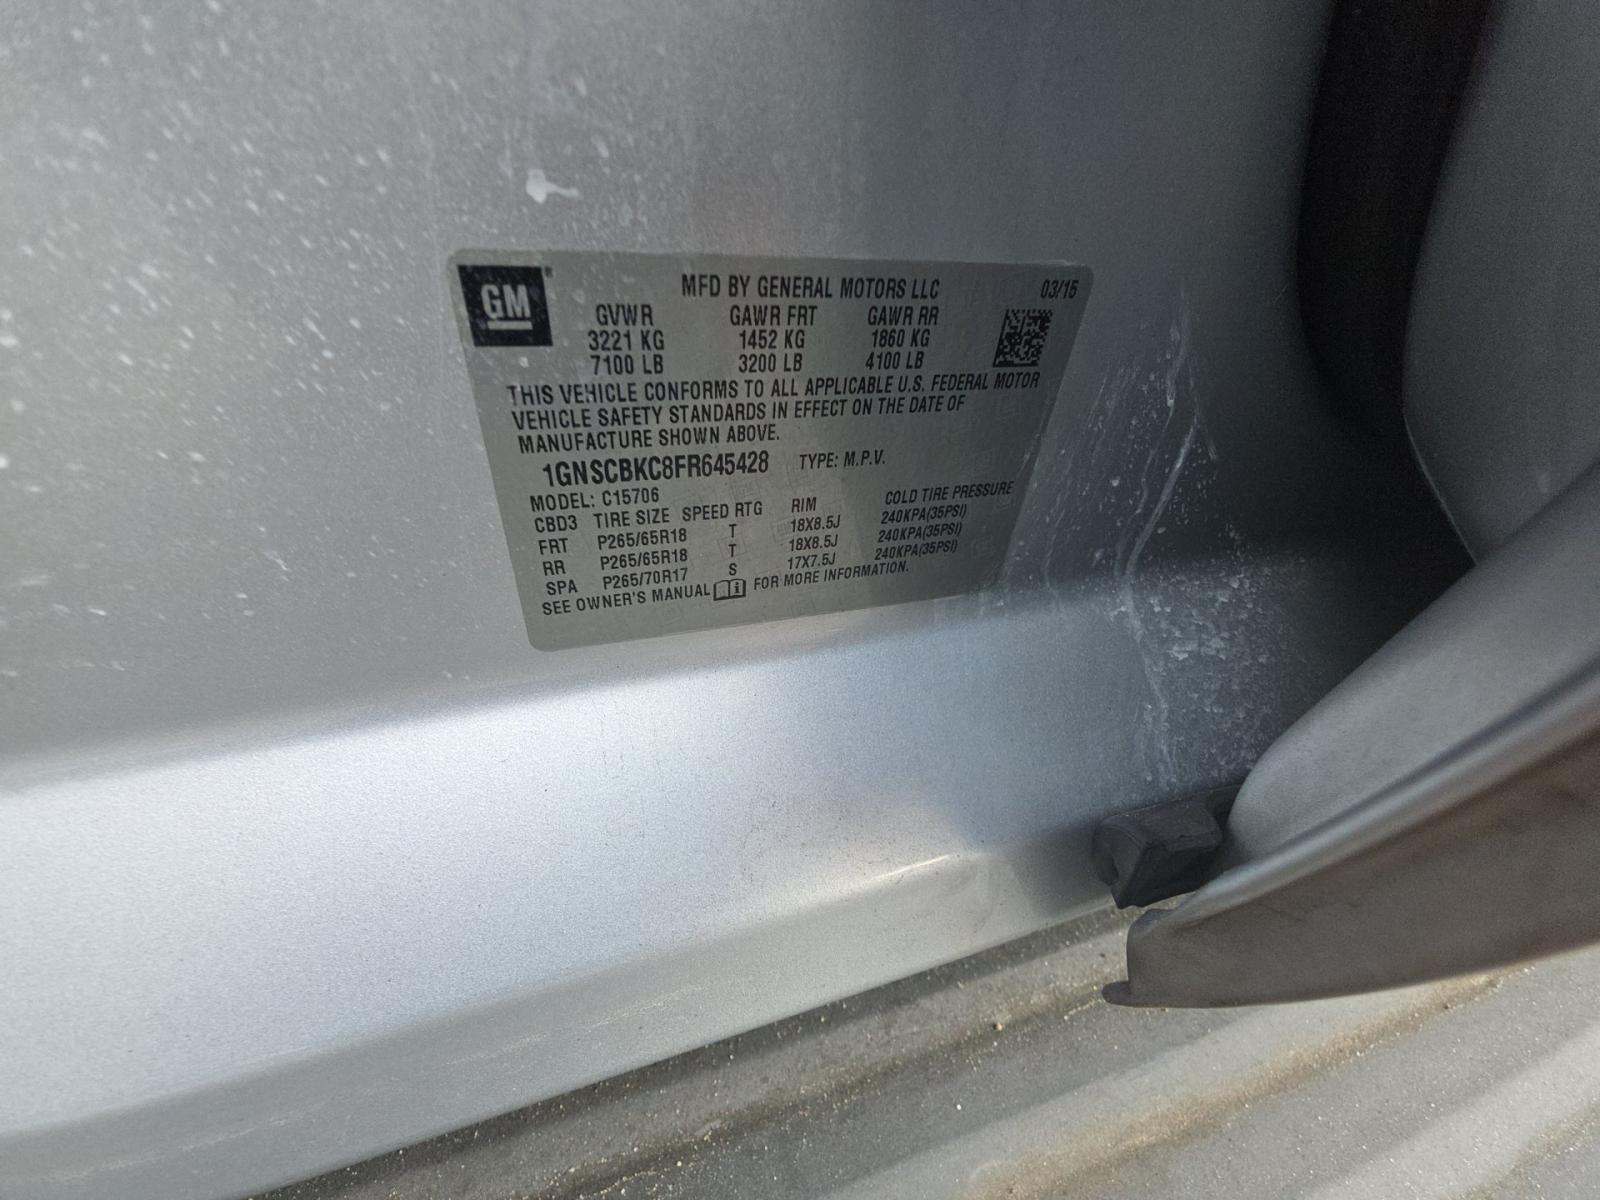 GM
MFD BY GENERAL MOTORS LLC 03/15
GVWR GAWR FRT GAWR RR
3221 KG 1452 KG 1860 KG
7100 LB 3200 LB 4100 LB
THIS VEHICLE CONFORMS TO ALL APPLICABLE U.S. FEDERAL MOTOR
VEHICLE SAFETY STANDARDS IN EFFECT ON THE DATE OF
MANUFACTURE SHOWN ABOVE.
1GNSCBKC8FR645428 TYPE: M.P.V.
MODEL: C15706
CBD3 TIRE SIZE SPEED RTG RIM COLD TIRE PRESSURE
FRT P265/65R18 T 18X8.5J 240KPA(35PSI)
RR P265/65R18 T 18X8.5J 240KPA(35PSI)
SPA P265/70R17 S 17X7.5J 240KPA(35PSI)
SEE OWNER'S MANUAL FOR MORE INFORMATION.